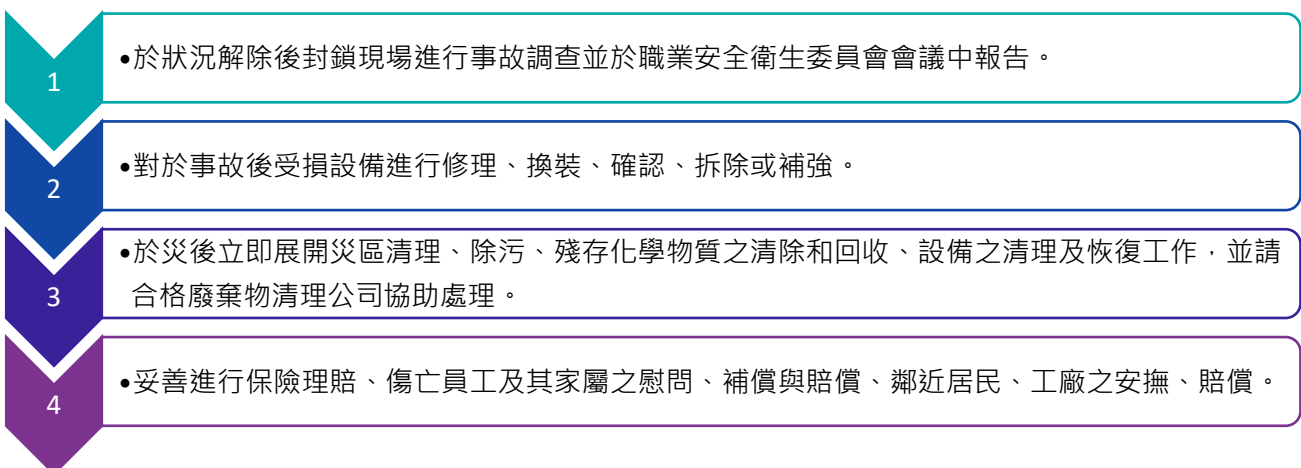 1
•於狀況解除後封鎖現場進行事故調查並於職業安全衛生委員會會議中報告。
2
•對於事故後受損設備進行修理、換裝、確認、拆除或補強。
3
•於災後立即展開災區清理、除污、殘存化學物質之清除和回收、設備之清理及恢復工作，並請
合格廢棄物清理公司協助處理。
4
•妥善進行保險理賠、傷亡員工及其家屬之慰問、補償與賠償、鄰近居民、工廠之安撫、賠償。